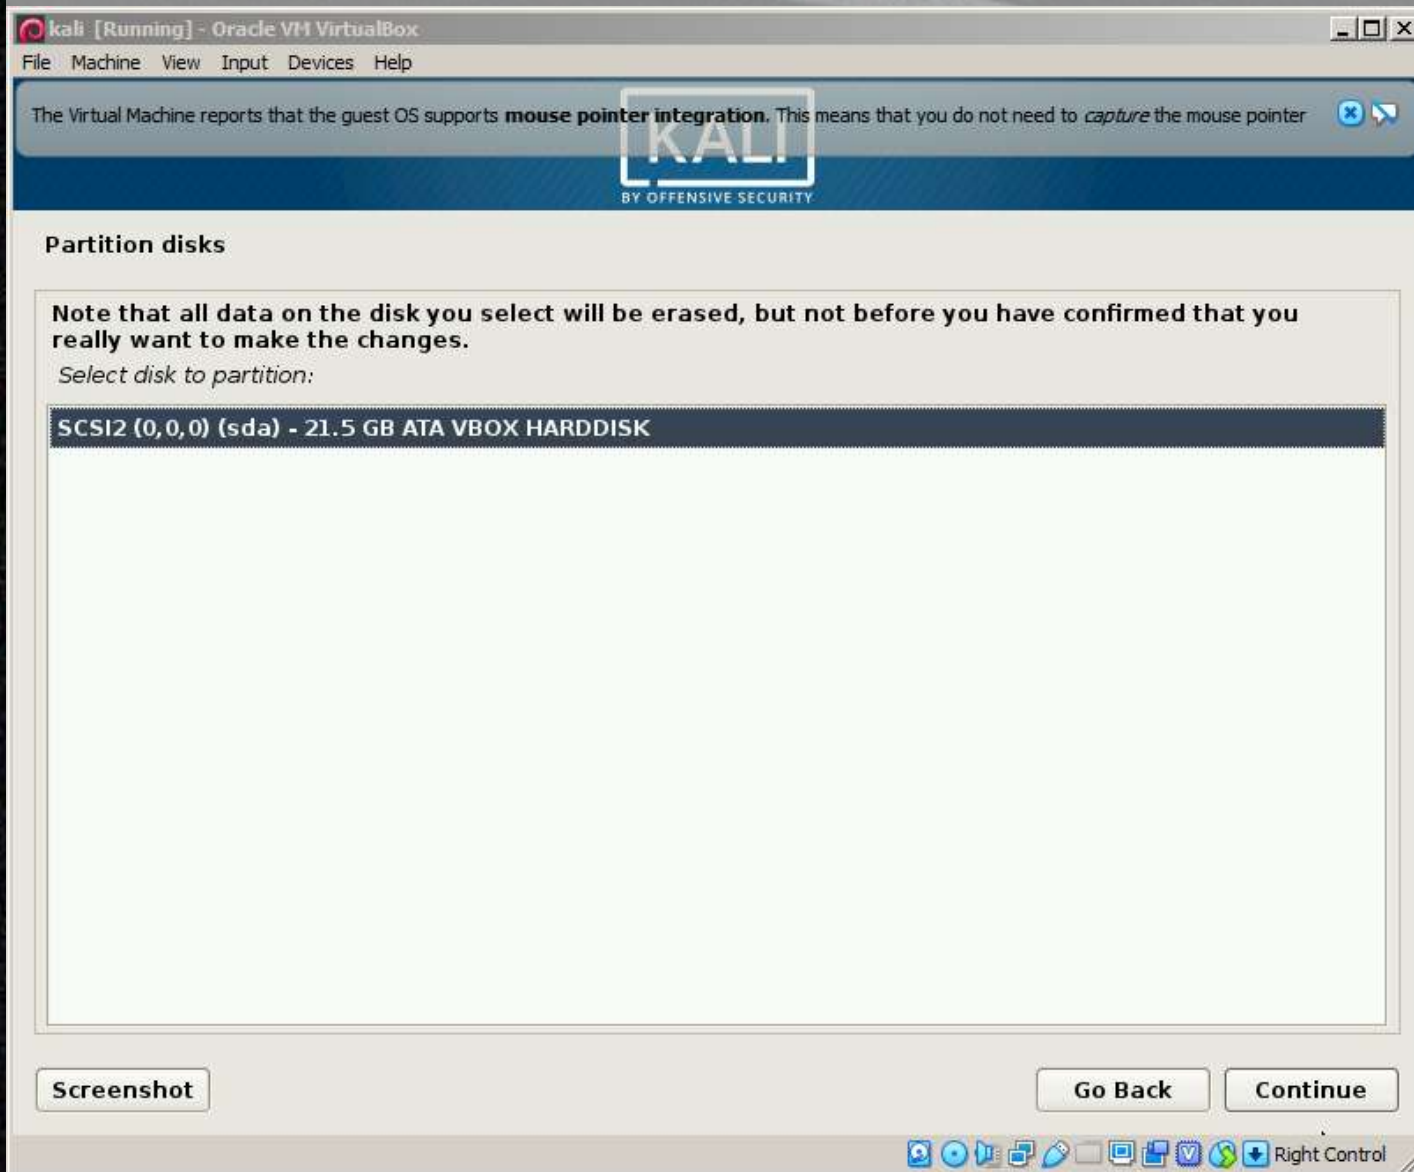 kali [Running] - Oracle VM VirtualBox
File Machine View Input Devices Help
The Virtual Machine reports that the guest OS supports mouse pointer integration. This means that you do not need to capture the mouse pointer
KALI
BY OFFENSIVE SECURITY
Partition disks
Note that all data on the disk you select will be erased, but not before you have confirmed that you
really want to make the changes.
Select disk to partition:
SCSI2 (0,0,0) (sda) - 21.5 GB ATA VBOX HARDDISK
Screenshot
Go Back
Continue
Right Control